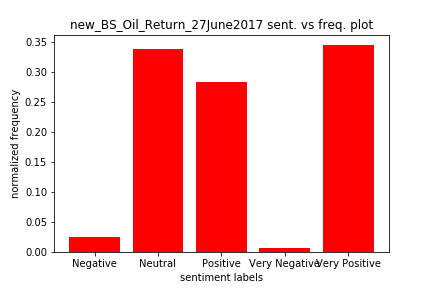 new_BS_Oil_Return_27June2017 sent. vs freq. plot
normalized frequency
0.35
0.30
0.25
0.20
0.15
0.10
0.05
0.00
Negative Neutral Positive Very Negative Very Positive
sentiment labels